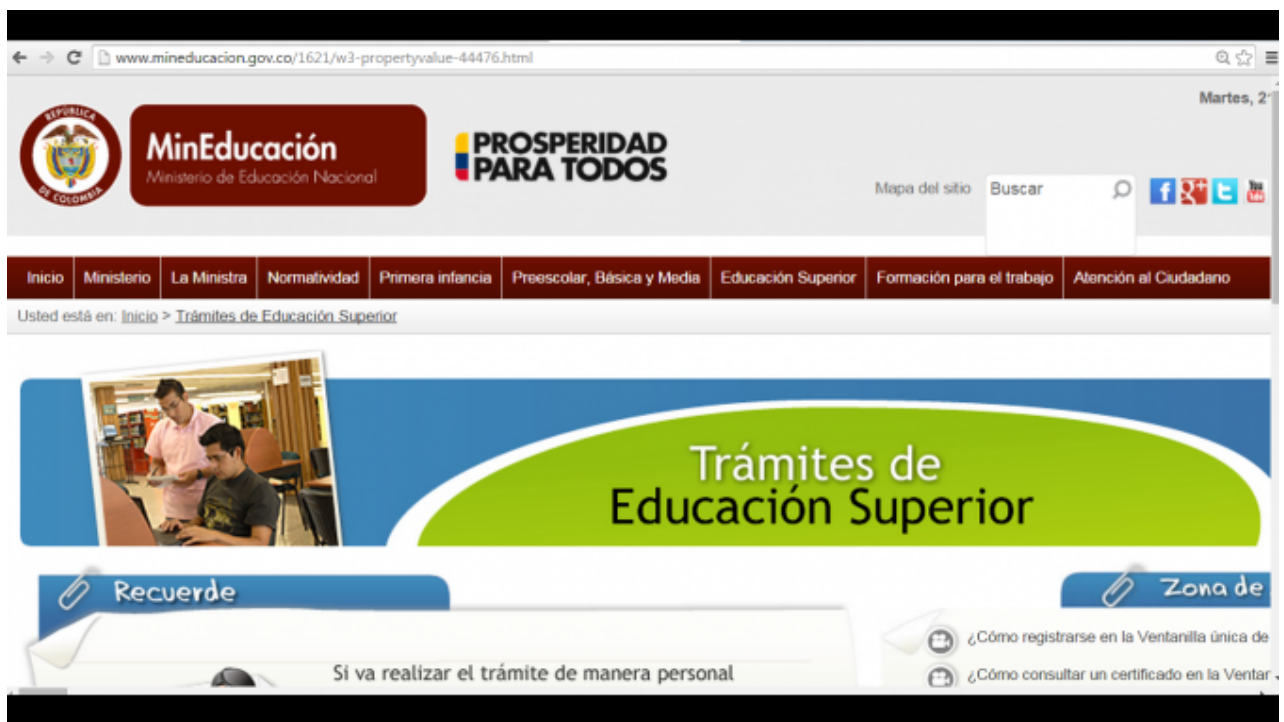 www.mineducacion.gov.co/1621/w3-propertyvalue-44476.html
Martes, 2
REPÚBLICA
DE COLOMBIA
MinEducación
Ministerio de Educación Nacional
PROSPERIDAD
PARA TODOS
Mapa del sitio Buscar
You
Tube
Inicio Ministerio La Ministra Normatividad Primera infancia Preescolar, Básica y Media Educación Superior Formación para el trabajo Atención al Ciudadano
Usted está en: Inicio > Trámites de Educación Superior
Trámites de
Educación Superior
Recuerde
Zona de
¿Cómo registrarse en la Ventanilla única de
¿Cómo consultar un certificado en la Ventan
Si va realizar el trámite de manera personal